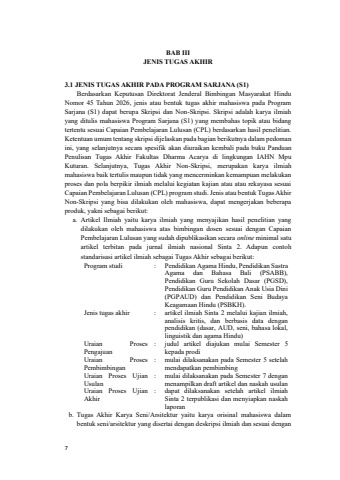 BAB III
JENIS TUGAS AKHIR
3.1 JENIS TUGAS AKHIR PADA PROGRAM SARJANA (S1)
Berdasarkan Keputusan Direktorat Jenderal Bimbingan Masyarakat Hindu
Nomor 45 Tahun 2026, jenis atau bentuk tugas akhir mahasiswa pada Program
Sarjana (S1) dapat berupa Skripsi dan Non-Skripsi. Skripsi adalah karya ilmiah
yang ditulis mahasiswa Program Sarjana (S1) yang membahas topik atau bidang
tertentu sesuai Capaian Pembelajaran Lulusan (CPL) berdasarkan hasil penelitian.
Ketentuan umum tentang skripsi dijelaskan pada bagian berikutnya dalam pedoman
ini, yang selanjutnya secara spesifik akan diuraikan kembali pada buku Panduan
Penulisan Tugas Akhir Fakultas Dharma Acarya di lingkungan IAHN Mpu
Kuturan. Selanjutnya, Tugas Akhir Non-Skripsi, merupakan karya ilmiah
mahasiswa baik tertulis maupun tidak yang mencerminkan kemampuan melakukan
proses dan pola berpikir ilmiah melalui kegiatan kajian atau atau rekayasa sesuai
Capaian Pembelajaran Lulusan (CPL) program studi. Jenis atau bentuk Tugas Akhir
Non-Skripsi yang bisa dilakukan oleh mahasiswa, dapat mengerjakan beberapa
produk, yakni sebagai berikut:
a. Artikel Ilmiah yaitu karya ilmiah yang menyajikan hasil penelitian yang
dilakukan oleh mahasiswa atas bimbingan dosen sesuai dengan Capaian
Pembelajaran Lulusan yang sudah dipublikasikan secara online minimal satu
artikel terbitan pada jurnal ilmiah nasional Sinta 2. Adapun contoh
standarisasi artikel ilmiah sebagai Tugas Akhir sebagai berikut:
Program studi : Pendidikan Agama Hindu, Pendidikan Sastra
Agama dan Bahasa Bali (PSABB),
Pendidikan Guru Sekolah Dasar (PGSD),
Pendidikan Guru Pendidikan Anak Usia Dini
(PGPAUD) dan Pendidikan Seni Budaya
Keagamaan Hindu (PSBKH).
Jenis tugas akhir : artikel ilmiah Sinta 2 melalui kajian ilmiah,
analisis kritis, dan berbasis data dengan
pendidikan (dasar, AUD, seni, bahasa lokal,
linguistik dan agama Hindu)
Uraian Proses : judul artikel diajukan mulai Semester 5
Pengajuan kepada prodi
Uraian Proses : mulai dilaksanakan pada Semester 5 setelah
Pembimbingan mendapatkan pembimbing
Uraian Proses Ujian : mulai dilaksanakan pada Semester 7 dengan
Usulan menampilkan draft artikel dan naskah usulan
Uraian Proses Ujian : dapat dilaksanakan setelah artikel ilmiah
Akhir Sinta 2 terpublikasi dan menyiapkan naskah
laporan
b. Tugas Akhir Karya Seni/Arsitektur yaitu karya orisinal mahasiswa dalam
bentuk seni/arsitektur yang disertai dengan deskripsi ilmiah dan sesuai dengan
7